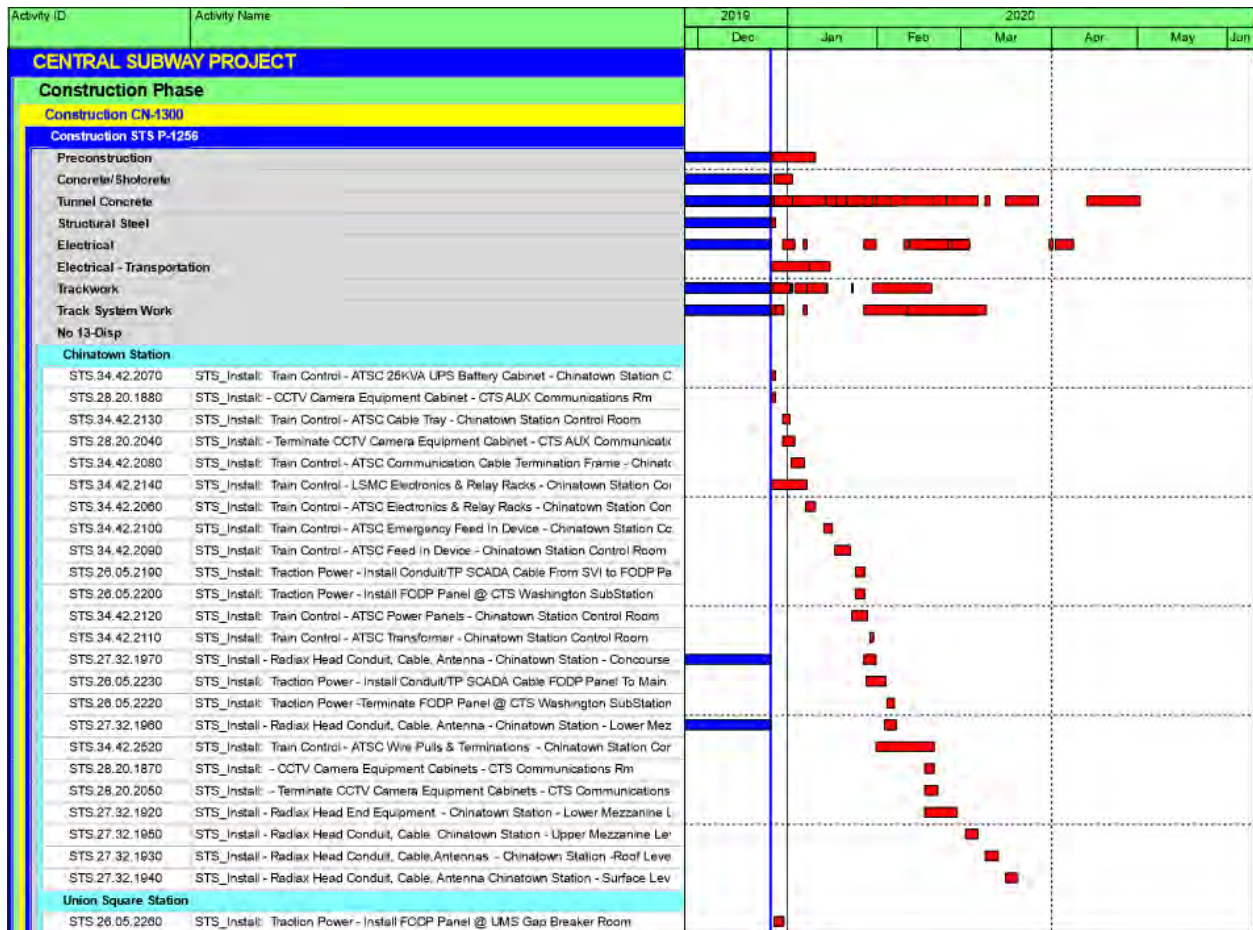 Activity ID Activity Name 2019 2020
Dec Jan Feb Mar Apr May Jun
CENTRAL SUBWAY PROJECT
Construction Phase
Construction CN-1300
Construction STS P-1256
Preconstruction
Concrete/Shotcrete
Tunnel Concrete
Structural Steel
Electrical
Electrical - Transportation
Trackwork
Track System Work
No 13-Disp
Chinatown Station
STS.34.42.2070 STS_Install: Train Control - ATSC 25KVA UPS Battery Cabinet - Chinatown Station C
STS.28.20.1880 STS_Install: - CCTV Camera Equipment Cabinet - CTS AUX Communications Rm
STS.34.42.2130 STS_Install: Train Control - ATSC Cable Tray - Chinatown Station Control Room
STS.28.20.2040 STS_Install: - Terminate CCTV Camera Equipment Cabinet - CTS AUX Communicatic
STS.34.42.2080 STS_Install: Train Control - ATSC Communication Cable Termination Frame - Chinatc
STS.34.42.2140 STS_Install: Train Control - LSMC Electronics & Relay Racks - Chinatown Station Coi
STS.34.42.2060 STS_Install: Train Control - ATSC Electronics & Relay Racks - Chinatown Station Con
STS.34.42.2100 STS_Install: Train Control - ATSC Emergency Feed In Device - Chinatown Station Cc
STS.34.42.2090 STS_Install: Train Control - ATSC Feed In Device - Chinatown Station Control Room
STS.26.05.2190 STS_Install: Traction Power - Install Conduit/TP SCADA Cable From SVI to FODP Pa
STS.26.05.2200 STS_Install: Traction Power - Install FODP Panel @ CTS Washington SubStation
STS.34.42.2120 STS_Install: Train Control - ATSC Power Panels - Chinatown Station Control Room
STS.34.42.2110 STS_Install: Train Control - ATSC Transformer - Chinatown Station Control Room
STS.27.32.1970 STS_Install - Radiax Head Conduit, Cable, Antenna - Chinatown Station - Concourse
STS.26.05.2230 STS_Install: Traction Power - Install Conduit/TP SCADA Cable FODP Panel To Main
STS.26.05.2220 STS_Install: Traction Power -Terminate FODP Panel @ CTS Washington SubStation
STS.27.32.1960 STS_Install - Radiax Head Conduit, Cable, Antenna - Chinatown Station - Lower Mez
STS.34.42.2520 STS_Install: Train Control - ATSC Wire Pulls & Terminations - Chinatown Station Cor
STS.28.20.1870 STS_Install: - CCTV Camera Equipment Cabinets - CTS Communications Rm
STS.28.20.2050 STS_Install: - Terminate CCTV Camera Equipment Cabinets - CTS Communications
STS.27.32.1920 STS_Install - Radiax Head End Equipment - Chinatown Station - Lower Mezzanine L
STS.27.32.1950 STS_Install - Radiax Head Conduit, Cable, Chinatown Station - Upper Mezzanine Le
STS.27.32.1930 STS_Install - Radiax Head Conduit, Cable,Antennas - Chinatown Station -Roof Leve
STS.27.32.1940 STS_Install - Radiax Head Conduit, Cable, Antenna Chinatown Station - Surface Lev
Union Square Station
STS.26.05.2260 STS_Install: Traction Power - Install FODP Panel @ UMS Gap Breaker Room